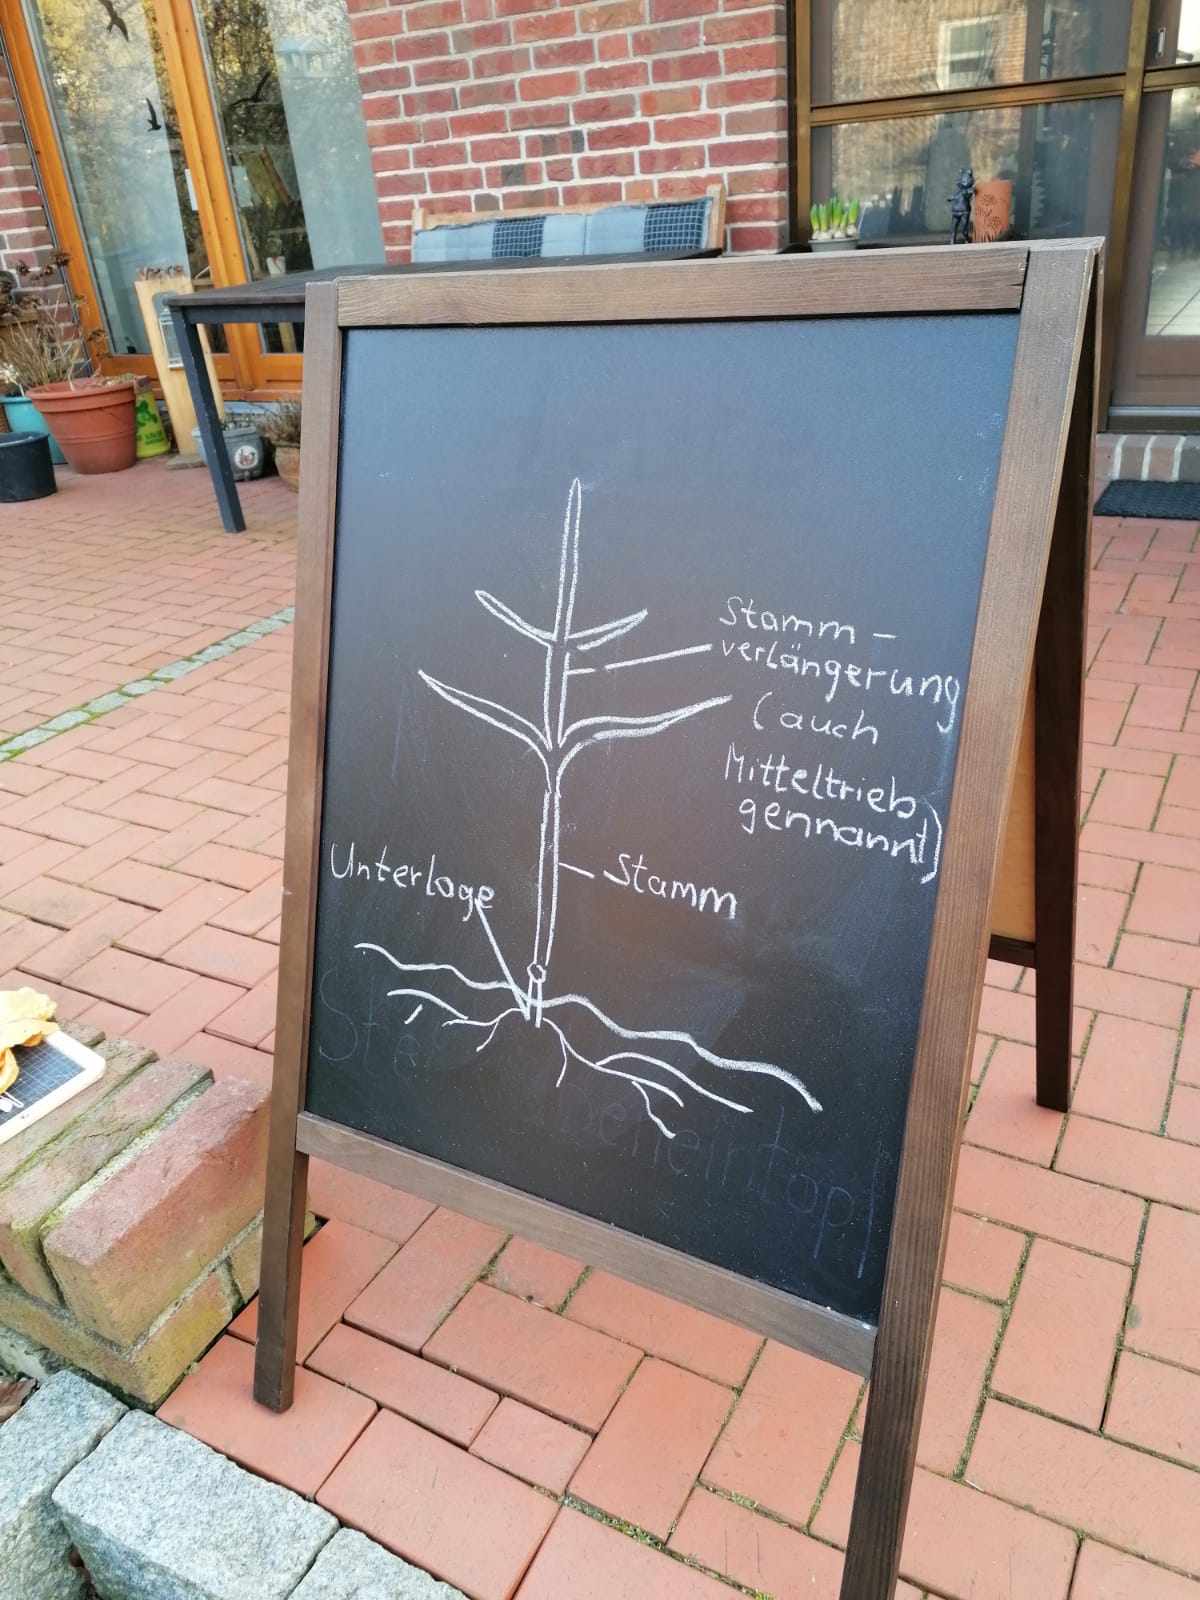 Stamm -
verlängerung
(auch
Mitteltrieb
gennannt)
Unterlage
Stamm